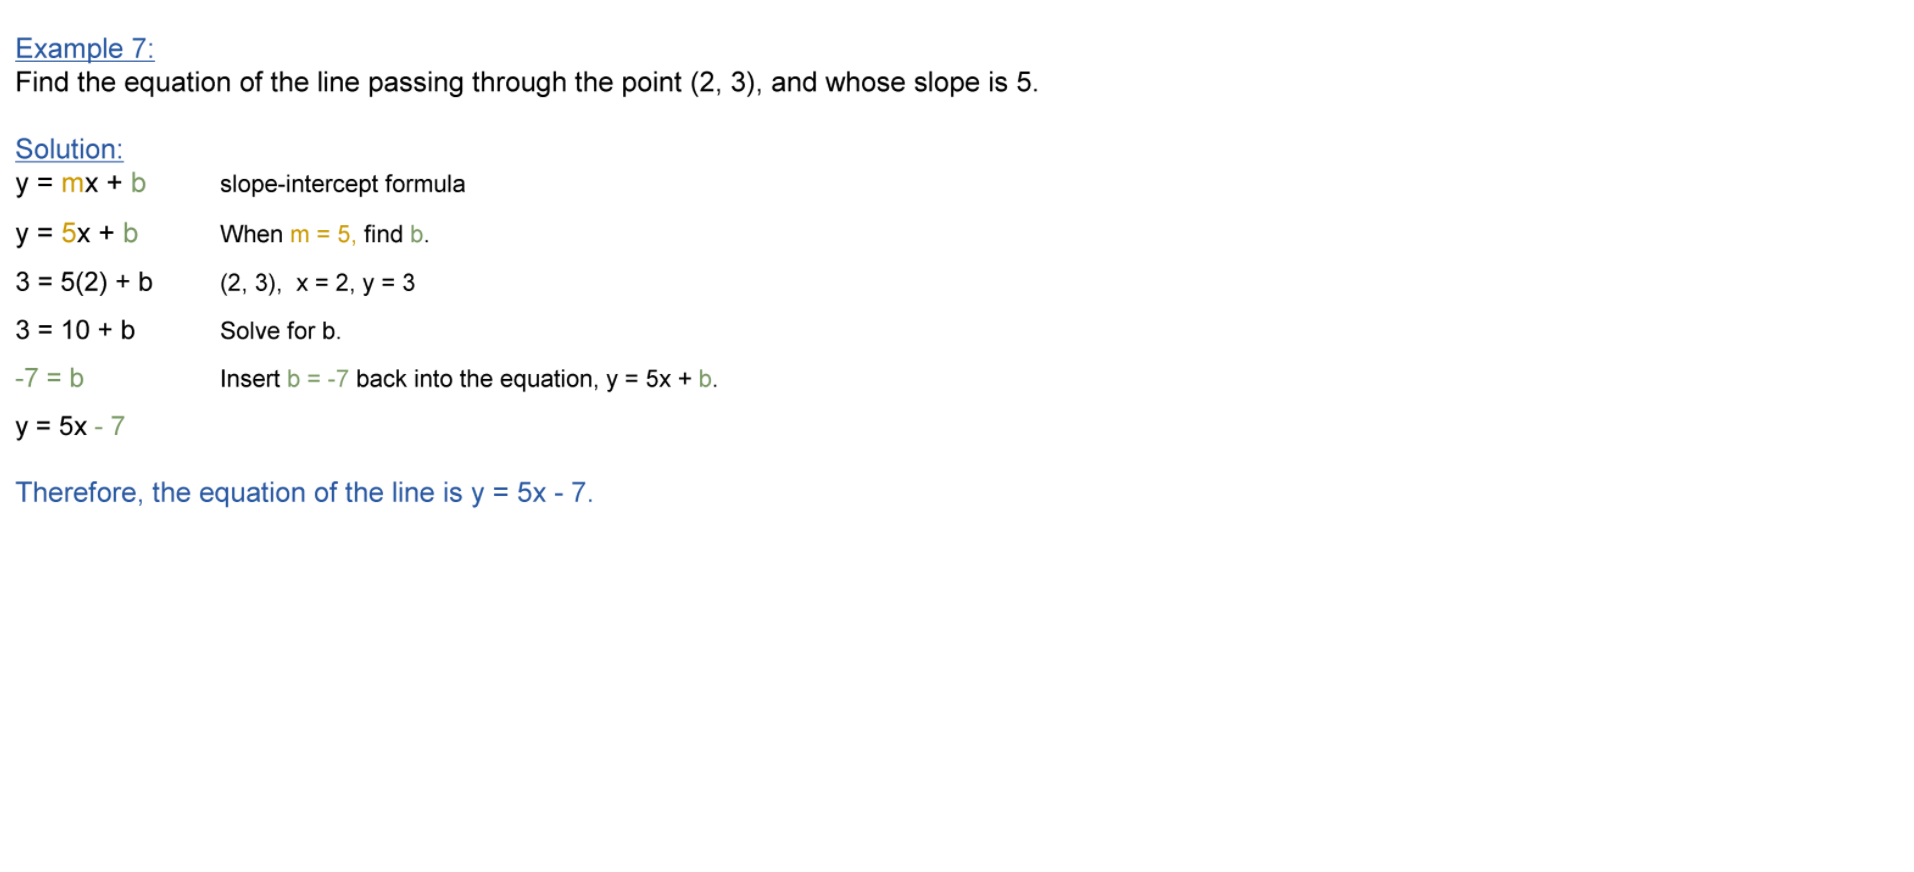 Example 7:
Find the equation of the line passing through the point (2, 3), and whose slope is 5.
Solution:
y = mx + b slope-intercept formula
y = 5x + b When m = 5, find b.
3 = 5(2) + b (2, 3), x = 2, y = 3
3 = 10 + b Solve for b.
-7 = b Insert b = -7 back into the equation, y = 5x + b.
y = 5x - 7
Therefore, the equation of the line is y = 5x - 7.